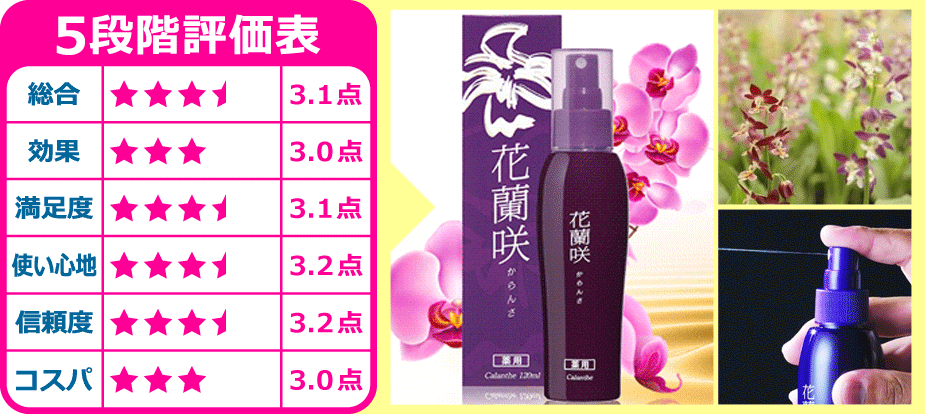 5段階評価表
総合 ★★★ 3.1点
効果 ★★★ 3.0点
満足度 ★★★ 3.1点
使い心地 ★★★ 3.2点
信頼度 ★★★ 3.2点
コスパ ★★★ 3.0点
花蘭咲
からんさ
薬用
Calanthe 120ml
花蘭咲
からんさ
薬用
Calanthe
花蘭